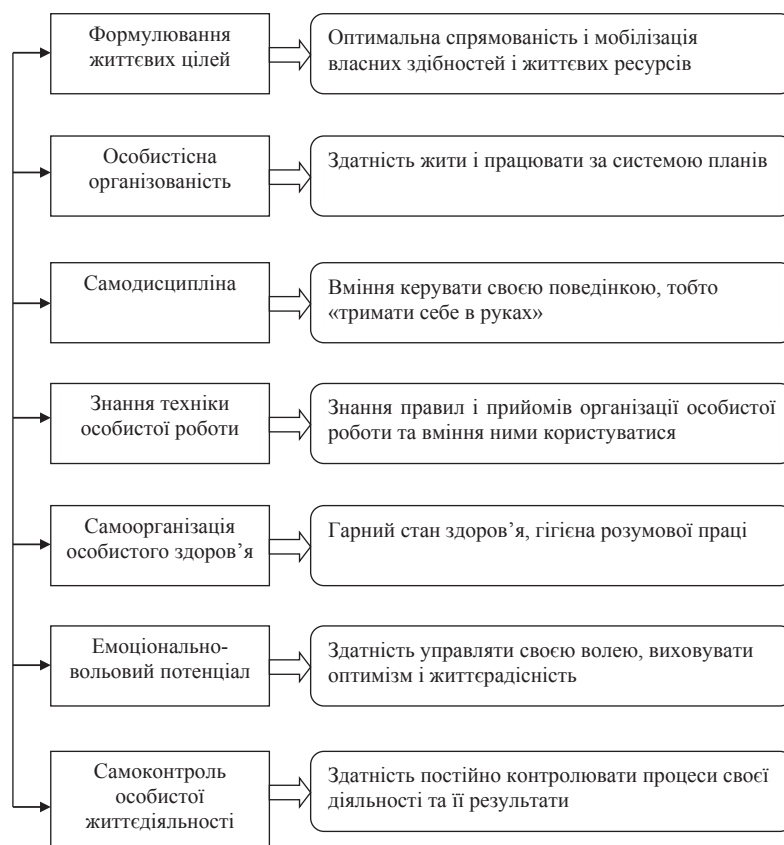 Формулювання
життєвих цілей
Оптимальна спрямованість і мобілізація
власних здібностей і життєвих ресурсів
Особистісна
організованість
Здатність жити і працювати за системою планів
Самодисципліна
Вміння керувати своєю поведінкою, тобто
«тримати себе в руках»
Знання техніки
особистої роботи
Знання правил і прийомів організації особистої
роботи та вміння ними користуватися
Самоорганізація
особистого здоров’я
Гарний стан здоров’я, гігієна розумової праці
Емоціонально-
вольовий потенціал
Здатність управляти своєю волею, виховувати
оптимізм і життєрадісність
Самоконтроль
особистої
життєдіяльності
Здатність постійно контролювати процеси своєї
діяльності та її результати